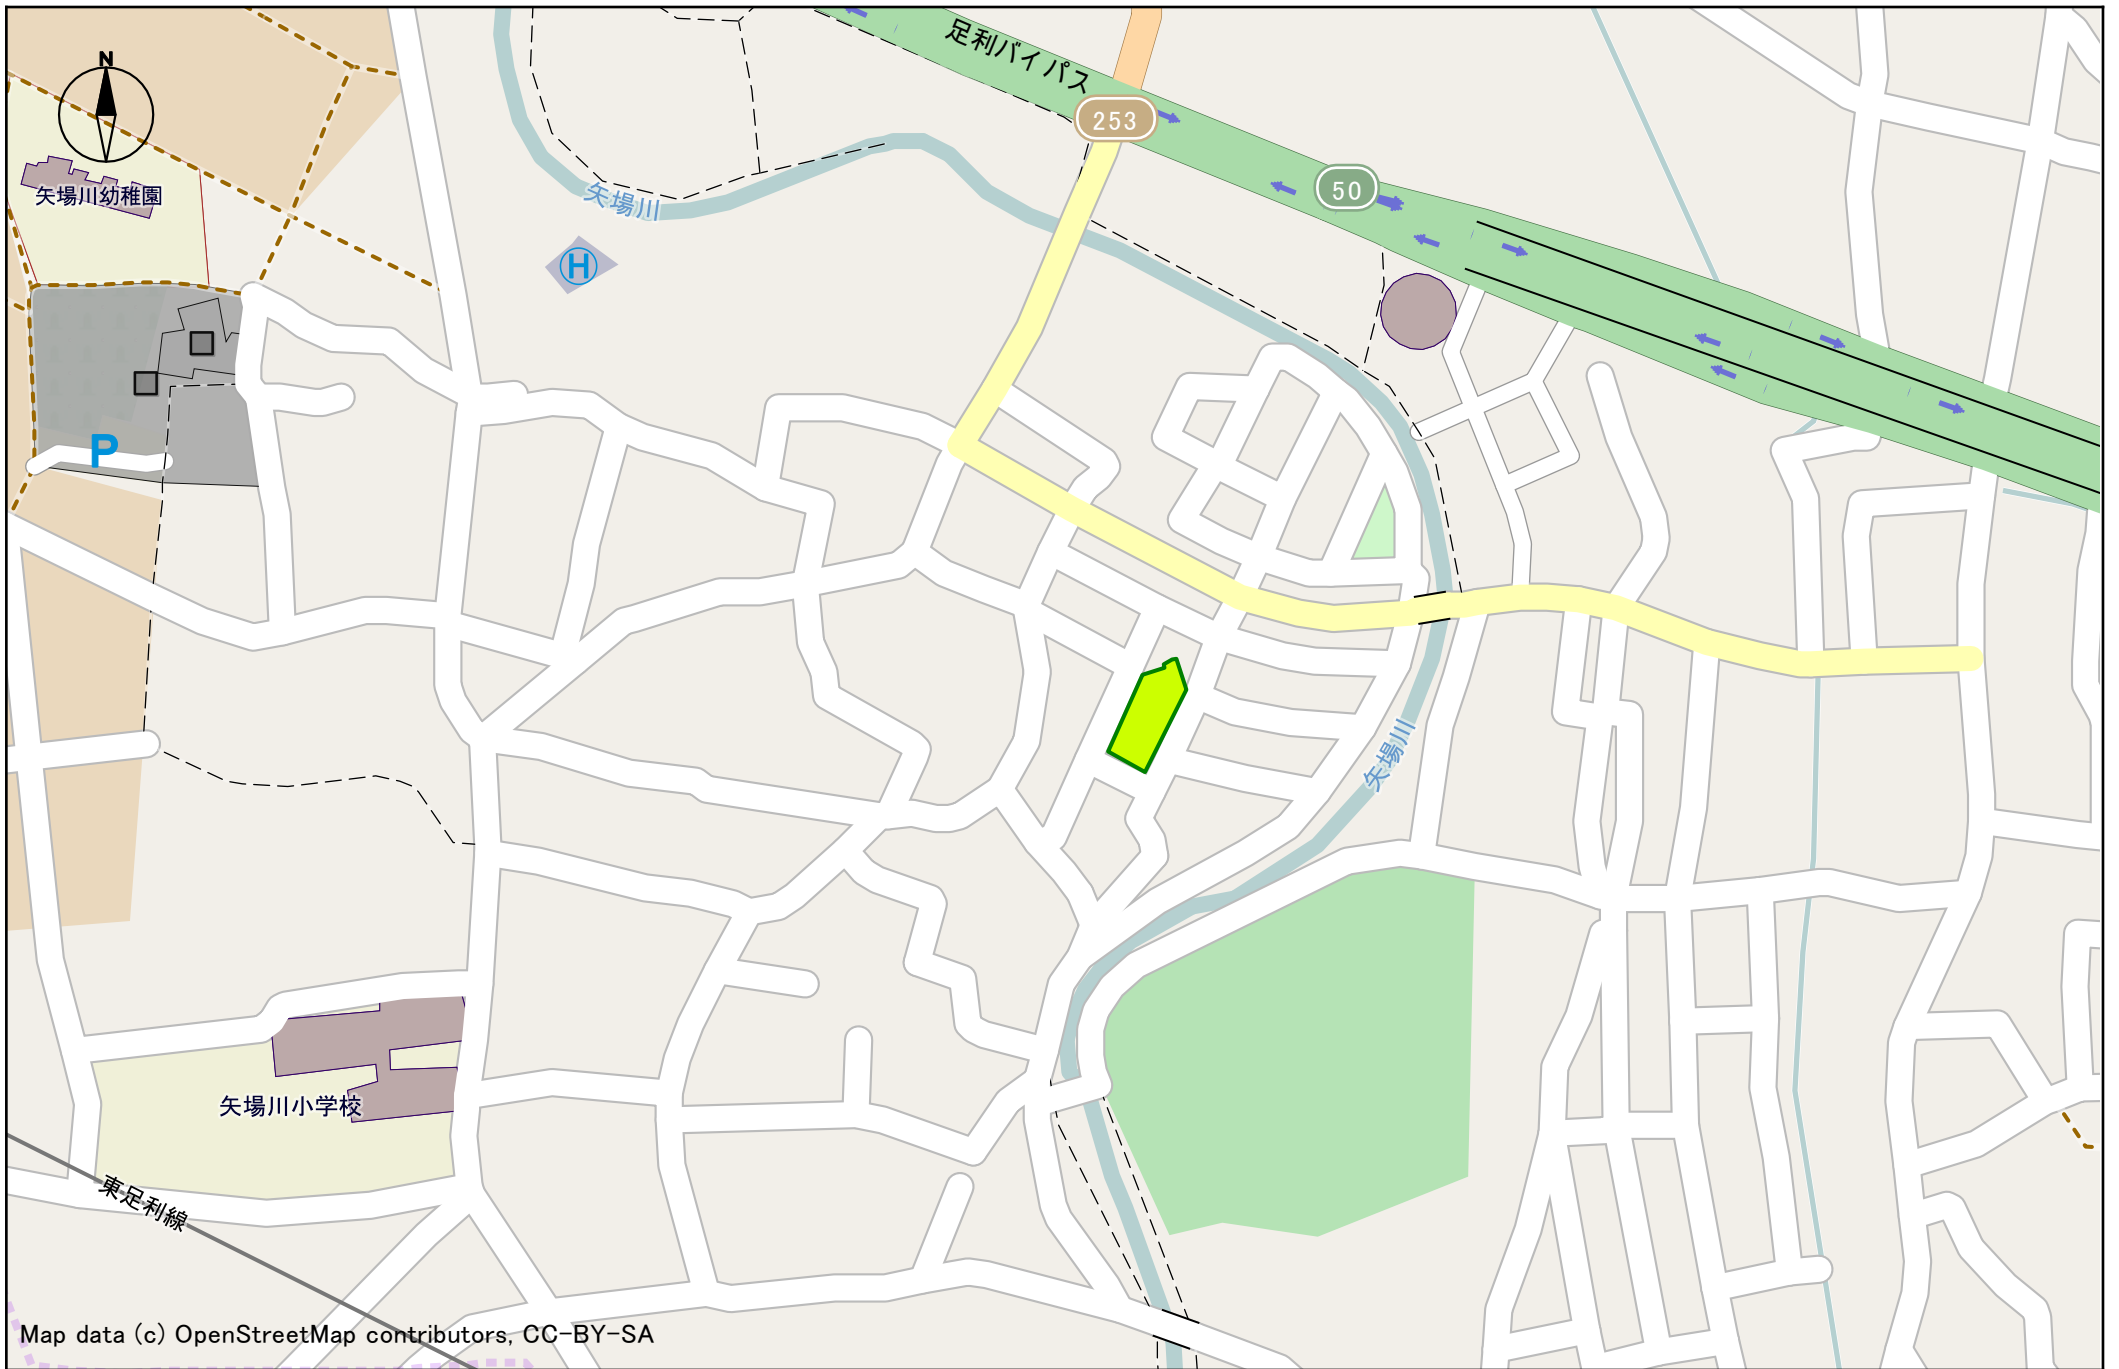 足利バイパス
N
253
50
矢場川幼稚園
矢場川
H
P
矢場川
矢場川小学校
東足利線
Map data (c) OpenStreetMap contributors, CC-BY-SA